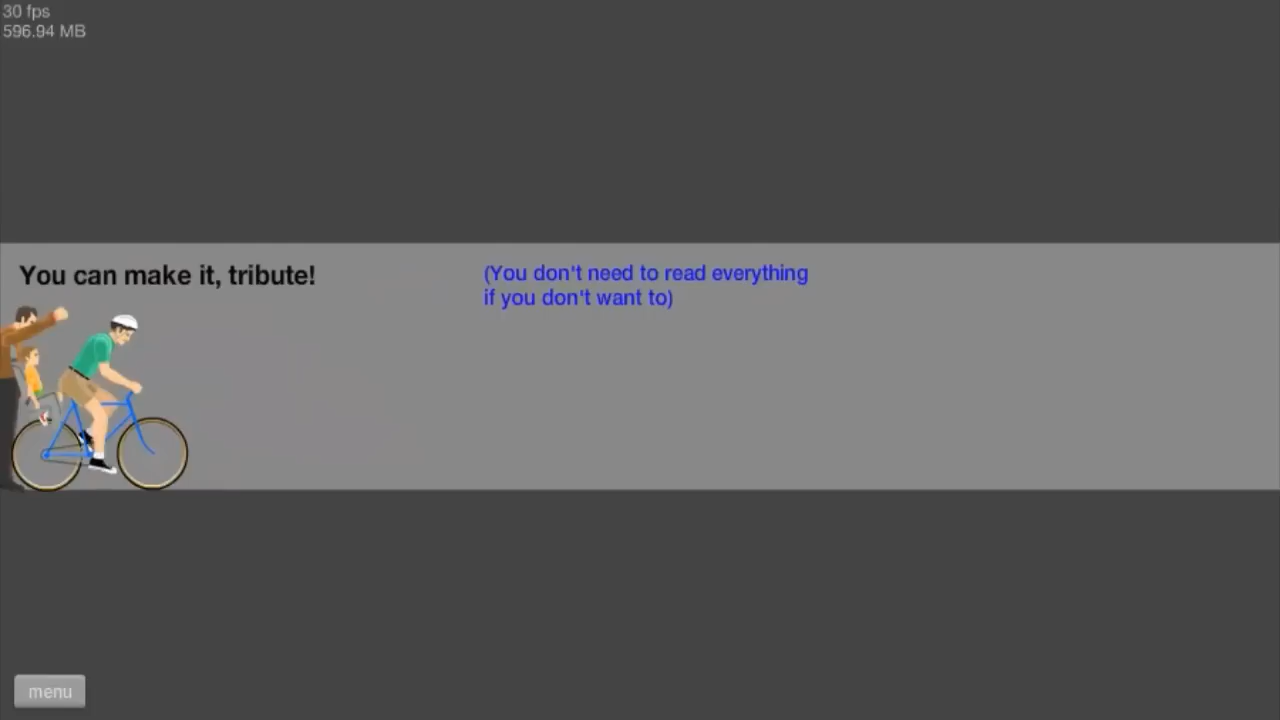 30 fps
596.94 MB
You can make it, tribute!
(You don't need to read everything
if you don't want to)
menu